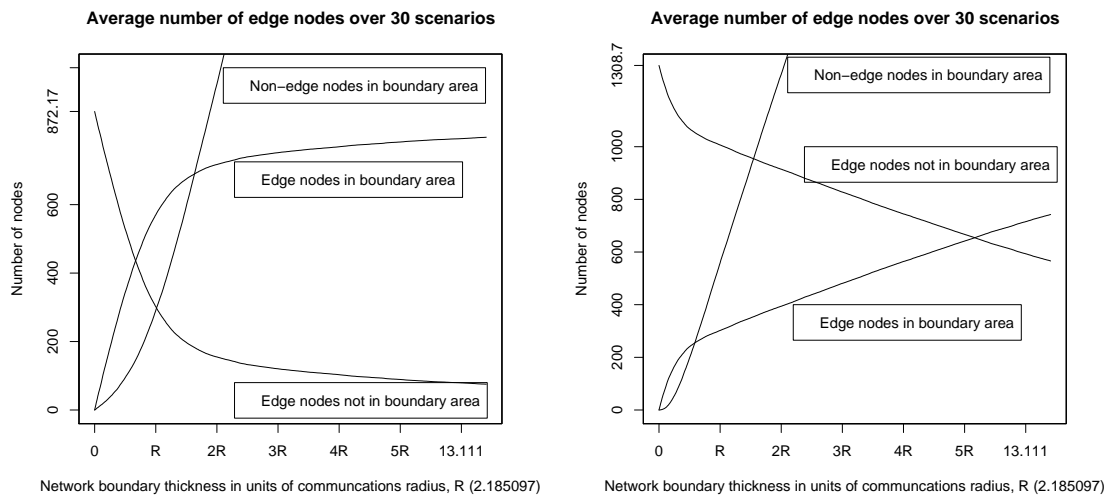 Average number of edge nodes over 30 scenarios
Number of nodes
872.17
600
400
200
0
Non−edge nodes in boundary area
Edge nodes in boundary area
Edge nodes not in boundary area
0 R 2R 3R 4R 5R 13.111
Network boundary thickness in units of communcations radius, R (2.185097)
Average number of edge nodes over 30 scenarios
Number of nodes
1308.7
1000
800
600
400
200
0
Non−edge nodes in boundary area
Edge nodes not in boundary area
Edge nodes in boundary area
0 R 2R 3R 4R 5R 13.111
Network boundary thickness in units of communcations radius, R (2.185097)